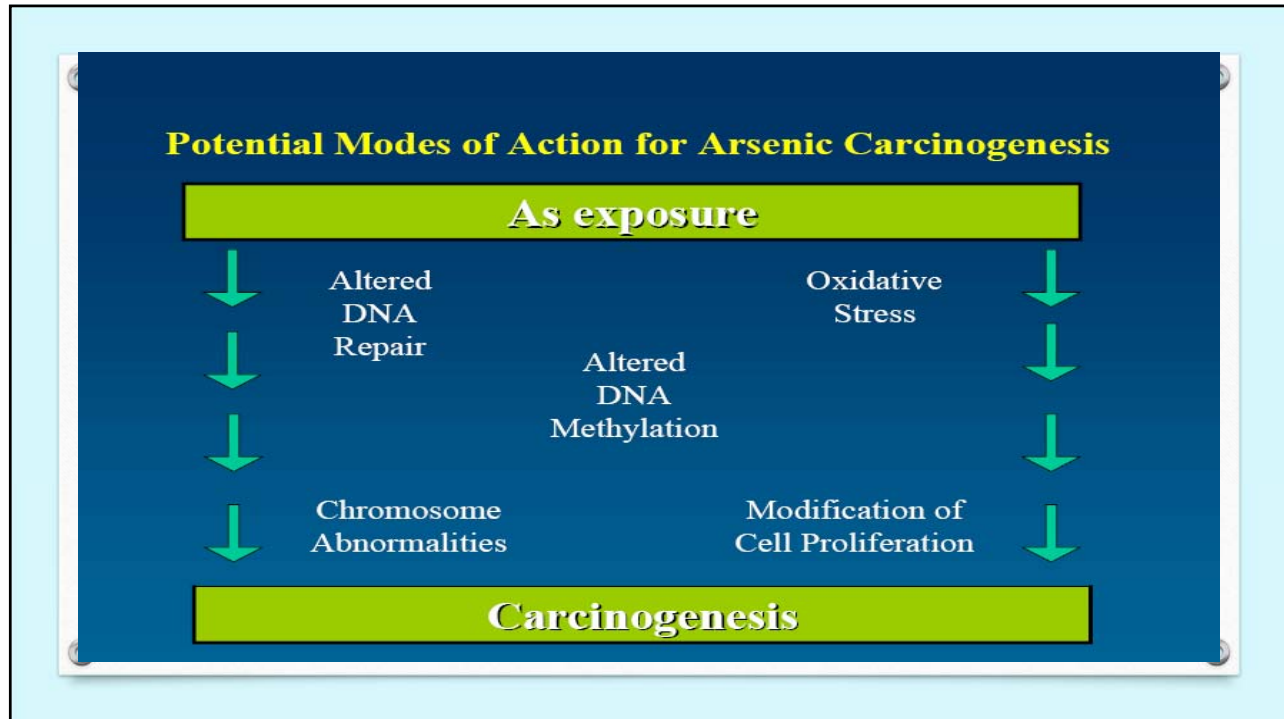 Potential Modes of Action for Arsenic Carcinogenesis
As exposure
Altered
DNA
Repair
Oxidative
Stress
Altered
DNA
Methylation
Chromosome
Abnormalities
Modification of
Cell Proliferation
Carcinogenesis